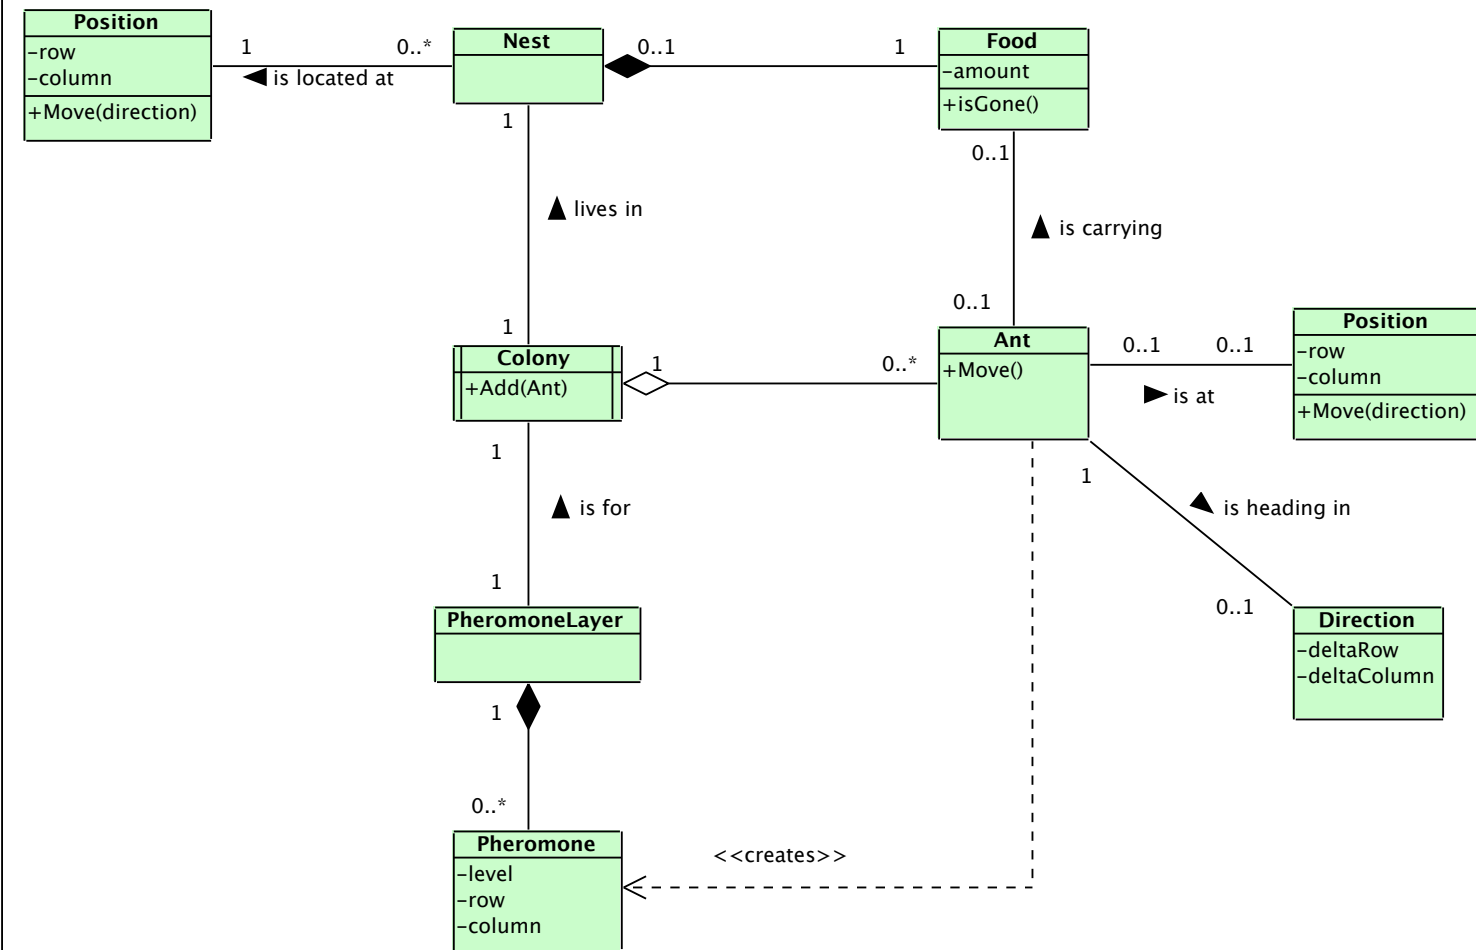 Position
-row
-column
+Move(direction)
1
0..*
is located at
Nest
0..1
1
Food
-amount
+isGone()
1
lives in
1
0..1
is carrying
0..1
Colony
+Add(Ant)
1
0..*
Ant
+Move()
0..1
0..1
is at
Position
-row
-column
+Move(direction)
1
is for
1
1
is heading in
0..1
PheromoneLayer
Direction
-deltaRow
-deltaColumn
1
0..*
Pheromone
-level
-row
-column
<<creates>>